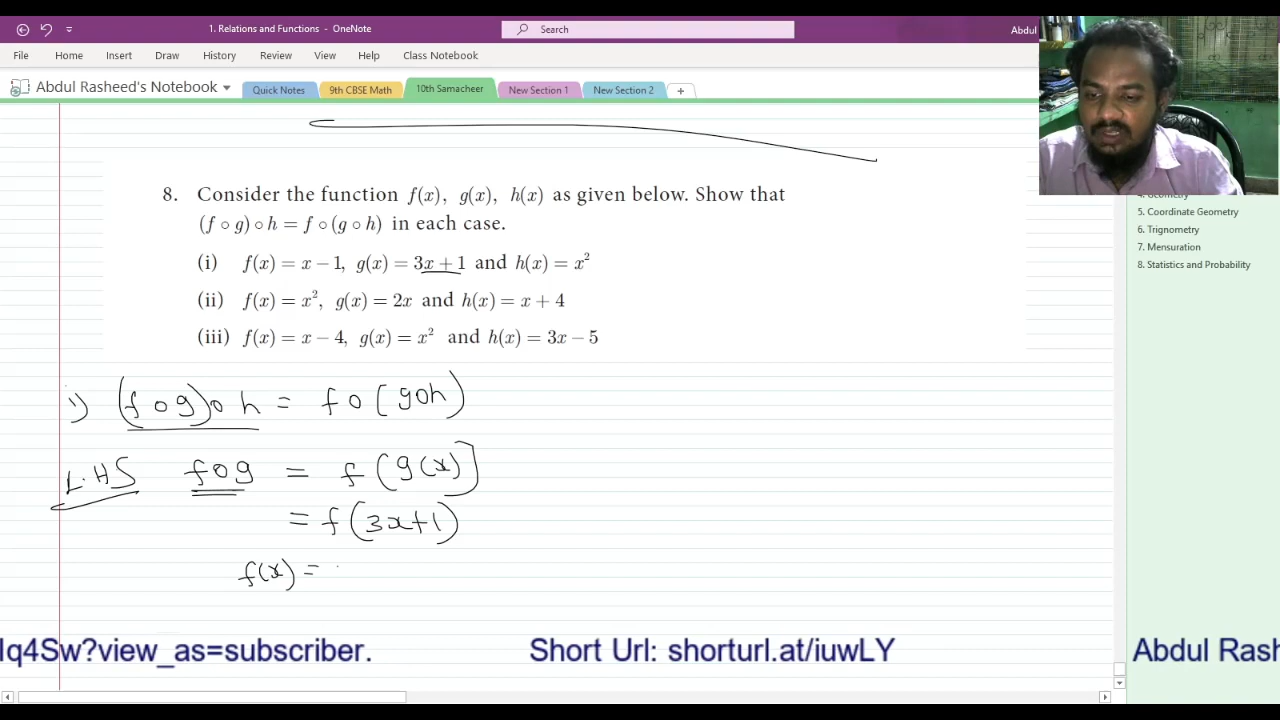 1. Relations and Functions - OneNote
Search
Abdul
File Home Insert Draw History Review View Help Class Notebook
Abdul Rasheed's Notebook
Quick Notes
9th CBSE Math
10th Samacheer
New Section 1
New Section 2
5. Coordinate Geometry
6. Trignometry
7. Mensuration
8. Statistics and Probability
8. Consider the function f(x), g(x), h(x) as given below. Show that
(f ∘ g) ∘ h = f ∘ (g ∘ h) in each case.
(i) f(x) = x − 1, g(x) = 3x + 1 and h(x) = x²
(ii) f(x) = x², g(x) = 2x and h(x) = x + 4
(iii) f(x) = x − 4, g(x) = x² and h(x) = 3x − 5
i) (f o g) o h = f o (g o h)
L.H.S f o g = f(g(x))
= f(3x+1)
f(x) =
Iq4Sw?view_as=subscriber. Short Url: shorturl.at/iuwLY Abdul Rash